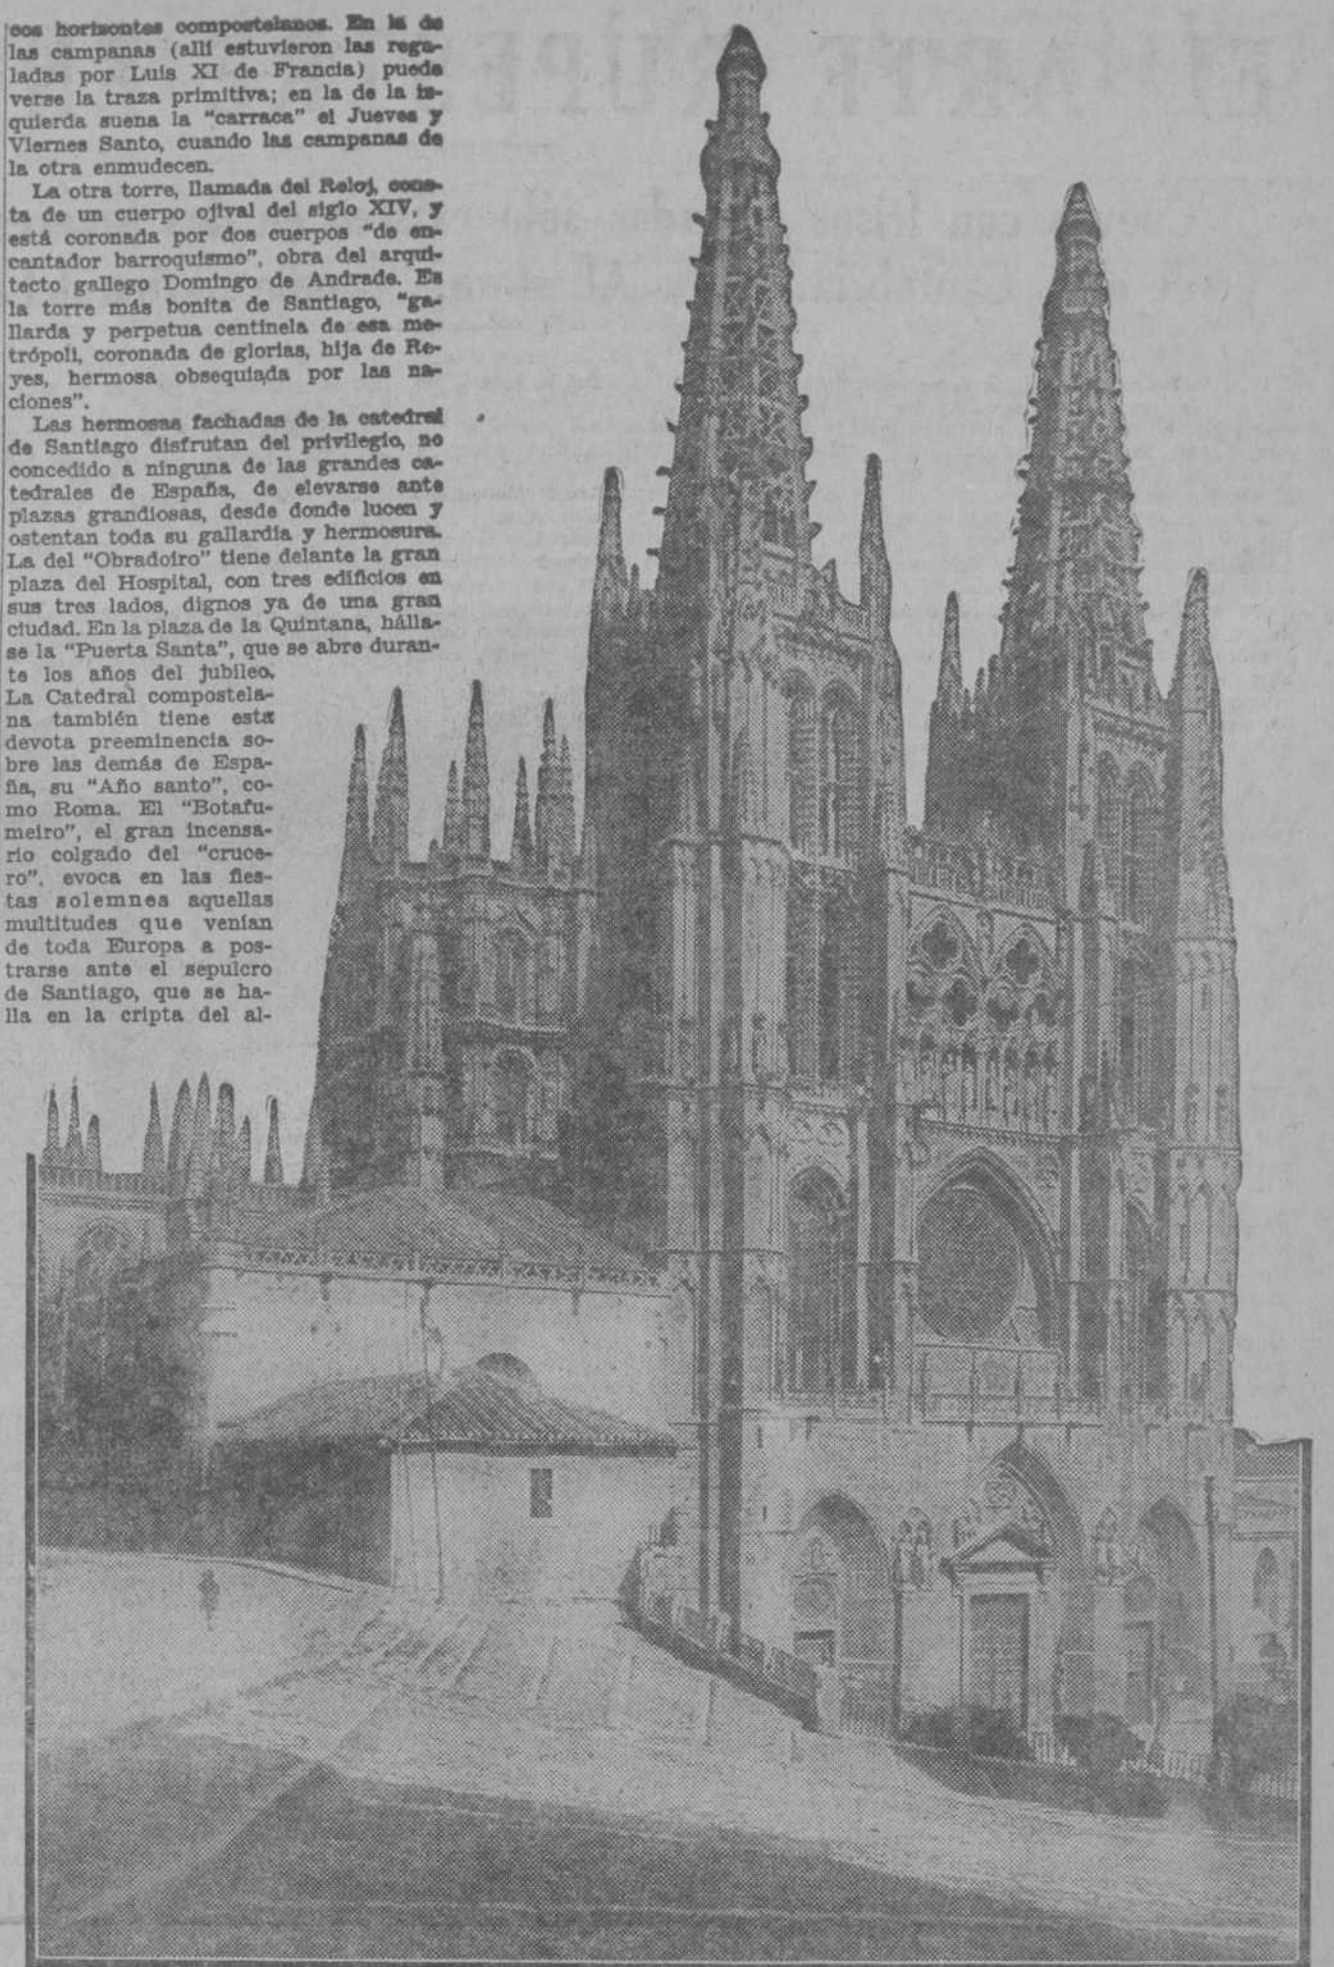 cos horizontes compostelanos. En la de
las campanas (allí estuvieron las rega-
ladas por Luis XI de Francia) puede
verse la traza primitiva; en la de la iz-
quierda suena la "carraca" el Jueves y
Viernes Santo, cuando las campanas de
la otra enmudecen.
La otra torre, llamada del Reloj, cons-
ta de un cuerpo ojival del siglo XIV, y
está coronada por dos cuerpos "de en-
cantador barroquismo", obra del arqui-
tecto gallego Domingo de Andrade. Es
la torre más bonita de Santiago, "ga-
llarda y perpetua centinela de esa me-
trópoli, coronada de glorias, hija de Re-
yes, hermosa obsequiada por las na-
ciones".
Las hermosas fachadas de la catedral
de Santiago disfrutan del privilegio, no
concedido a ninguna de las grandes ca-
tedrales de España, de elevarse ante
plazas grandiosas, desde donde lucen y
ostentan toda su gallardía y hermosura.
La del "Obradoiro" tiene delante la gran
plaza del Hospital, con tres edificios en
sus tres lados, dignos ya de una gran
ciudad. En la plaza de la Quintana, hálla-
se la "Puerta Santa", que se abre duran-
te los años del jubileo.
La Catedral compostela-
na también tiene esta
devota preeminencia so-
bre las demás de Espa-
ña, su "Año santo", co-
mo Roma. El "Botafu-
meiro", el gran incensa-
rio colgado del "cruce-
ro", evoca en las fies-
tas solemnes aquellas
multitudes que venían
de toda Europa a pos-
trarse ante el sepulcro
de Santiago, que se ha-
lla en la cripta del al-